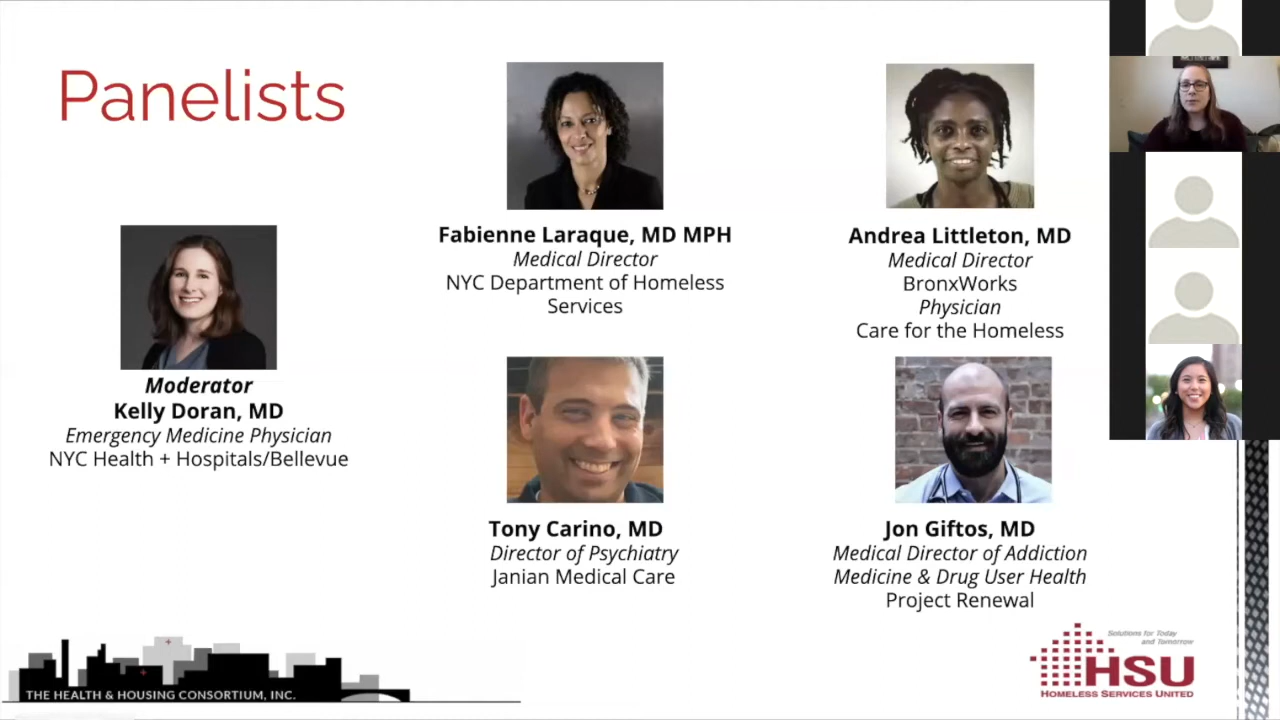 Panelists
Moderator
Kelly Doran, MD
Emergency Medicine Physician
NYC Health + Hospitals/Bellevue
Fabienne Laraque, MD MPH
Medical Director
NYC Department of Homeless
Services
Andrea Littleton, MD
Medical Director
BronxWorks
Physician
Care for the Homeless
Tony Carino, MD
Director of Psychiatry
Janian Medical Care
Jon Giftos, MD
Medical Director of Addiction
Medicine & Drug User Health
Project Renewal
THE HEALTH & HOUSING CONSORTIUM, INC.
Solutions for Today
and Tomorrow
HSU
HOMELESS SERVICES UNITED